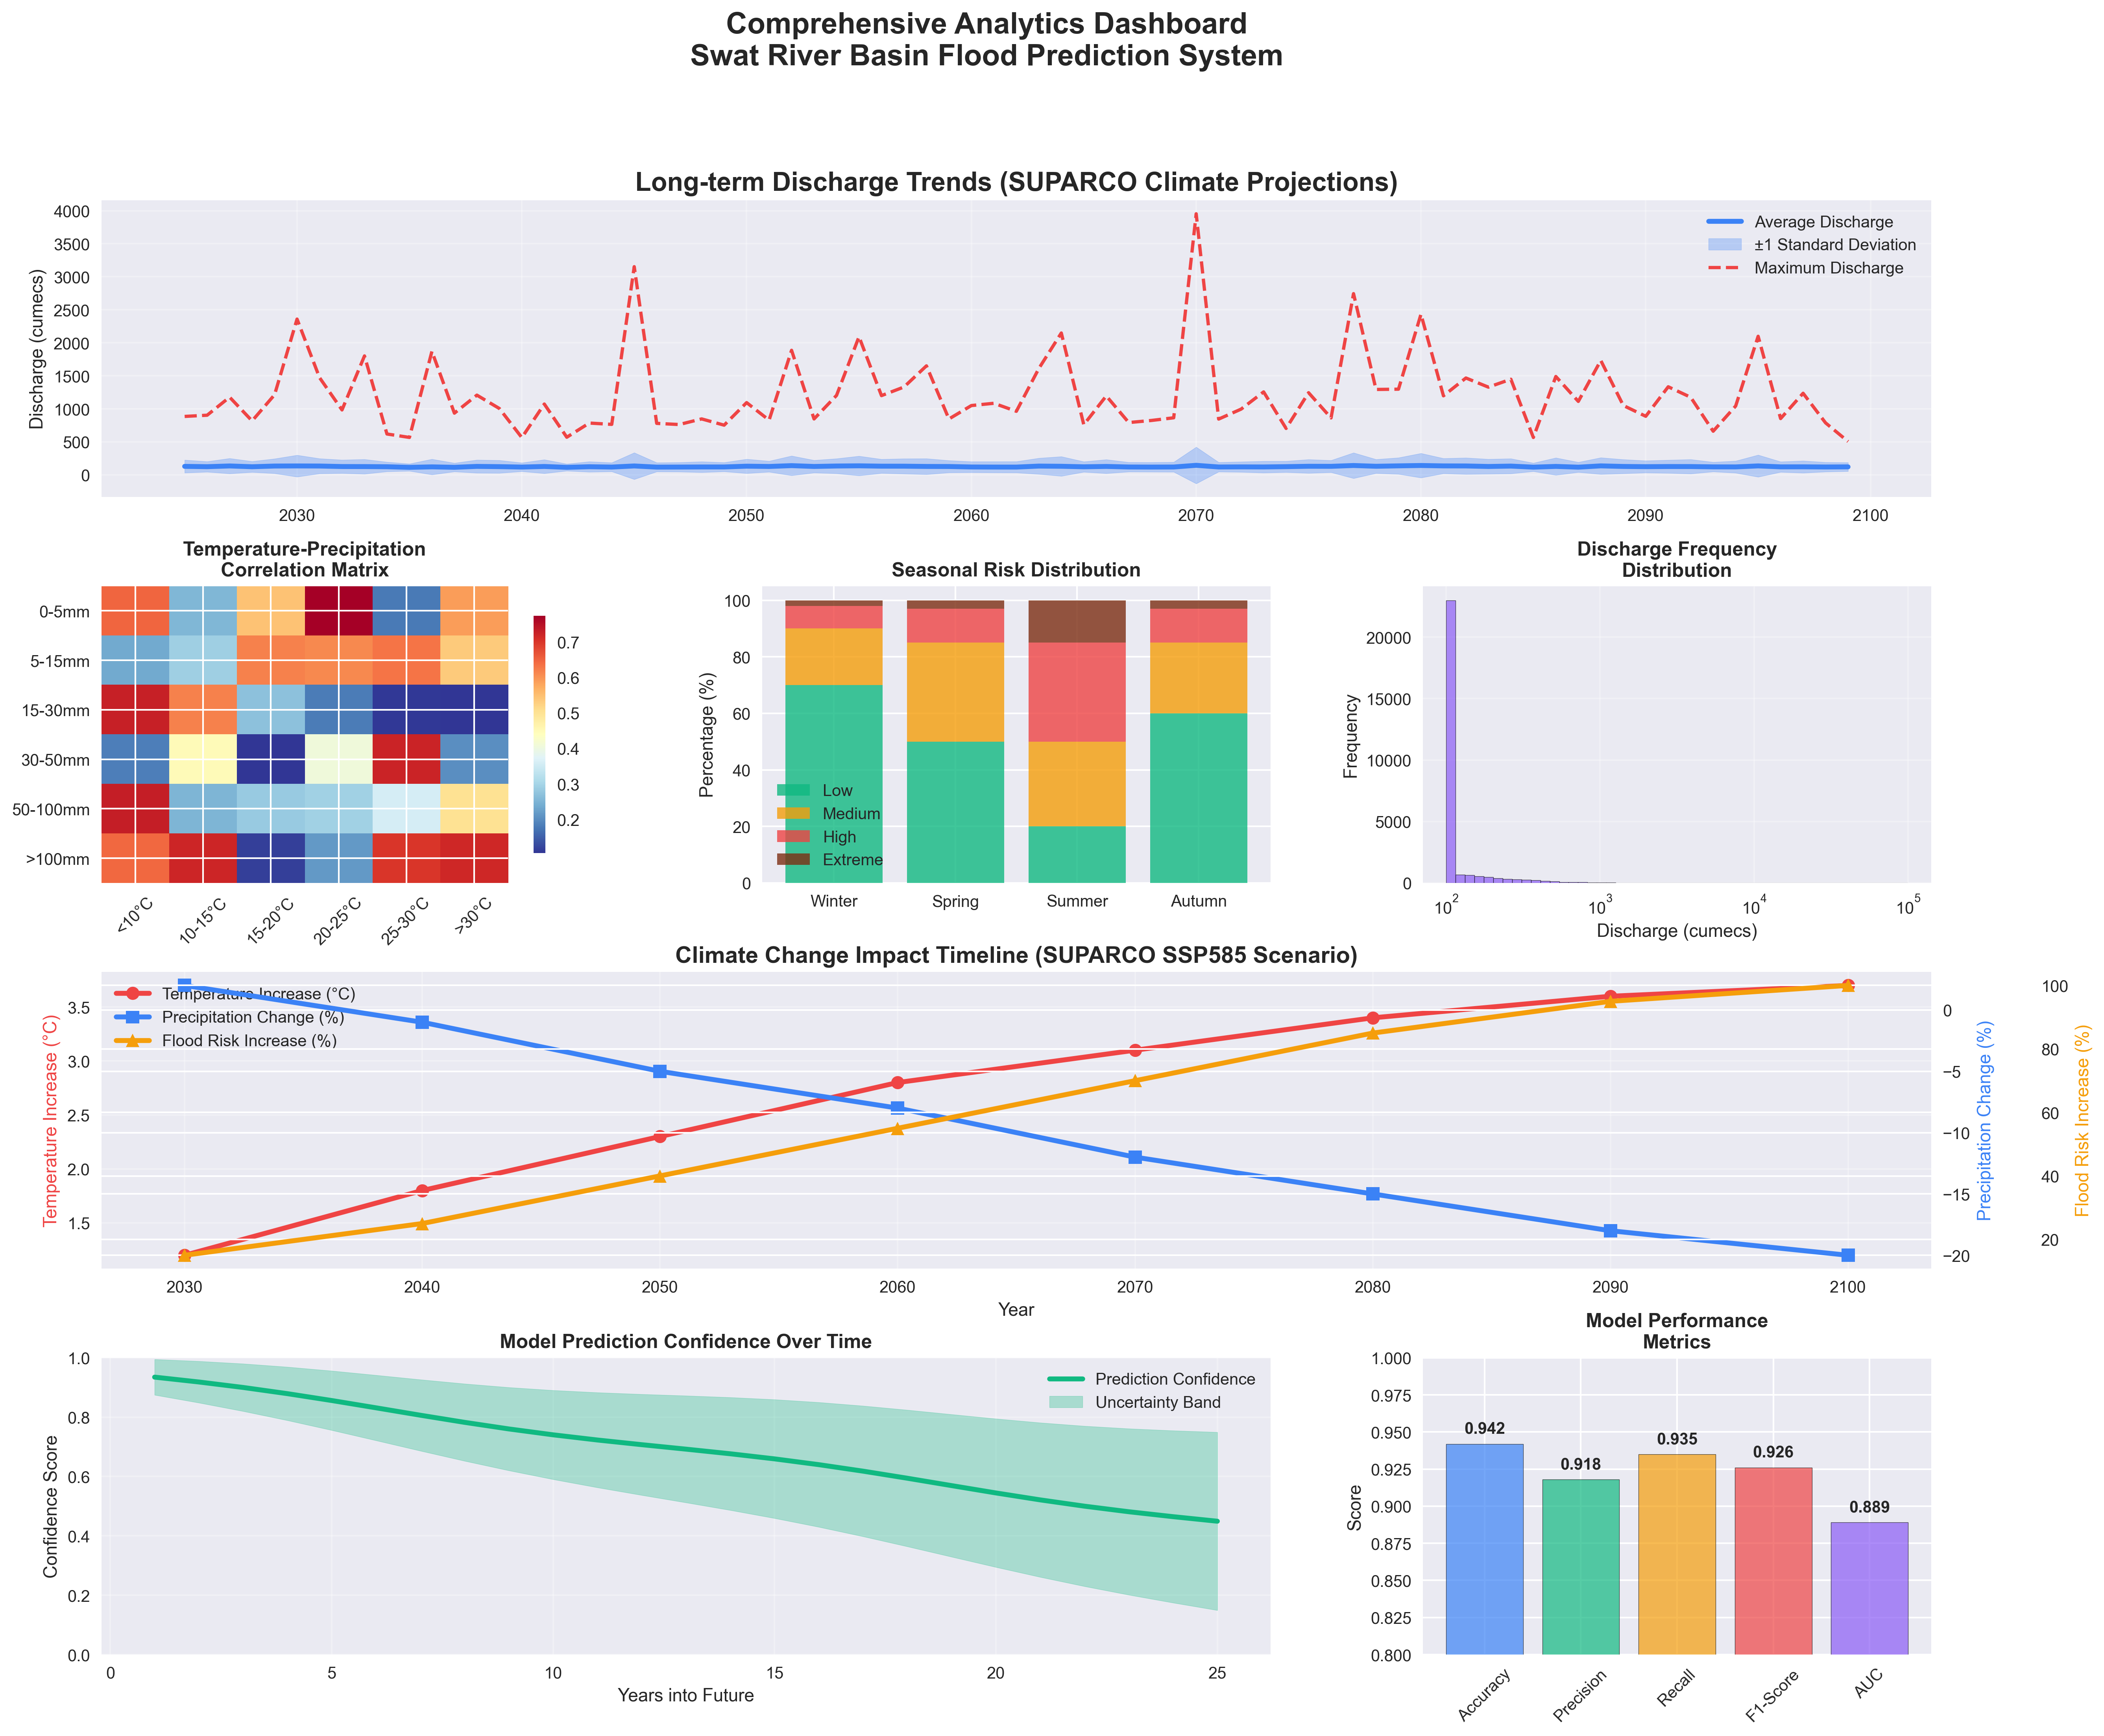 Comprehensive Analytics Dashboard
Swat River Basin Flood Prediction System
Long-term Discharge Trends (SUPARCO Climate Projections)
Discharge (cumecs)
4000
3500
3000
2500
2000
1500
1000
500
0
Average Discharge
±1 Standard Deviation
Maximum Discharge
2030
2040
2050
2060
2070
2080
2090
2100
Temperature-Precipitation
Correlation Matrix
0-5mm
5-15mm
15-30mm
30-50mm
50-100mm
>100mm
<10°C
10-15°C
15-20°C
20-25°C
25-30°C
>30°C
0.7
0.6
0.5
0.4
0.3
0.2
Seasonal Risk Distribution
Percentage (%)
100
80
60
40
20
0
Low
Medium
High
Extreme
Winter
Spring
Summer
Autumn
Discharge Frequency
Distribution
Frequency
20000
15000
10000
5000
0
10²
10³
10⁴
10⁵
Discharge (cumecs)
Climate Change Impact Timeline (SUPARCO SSP585 Scenario)
Temperature Increase (°C)
3.5
3.0
2.5
2.0
1.5
Temperature Increase (°C)
Precipitation Change (%)
Flood Risk Increase (%)
0
−5
−10
−15
−20
Precipitation Change (%)
100
80
60
40
20
Flood Risk Increase (%)
2030
2040
2050
2060
2070
2080
2090
2100
Year
Model Prediction Confidence Over Time
Confidence Score
1.0
0.8
0.6
0.4
0.2
0.0
Prediction Confidence
Uncertainty Band
0
5
10
15
20
25
Years into Future
Model Performance
Metrics
Score
1.000
0.975
0.950
0.925
0.900
0.875
0.850
0.825
0.800
0.942
0.918
0.935
0.926
0.889
Accuracy
Precision
Recall
F1-Score
AUC